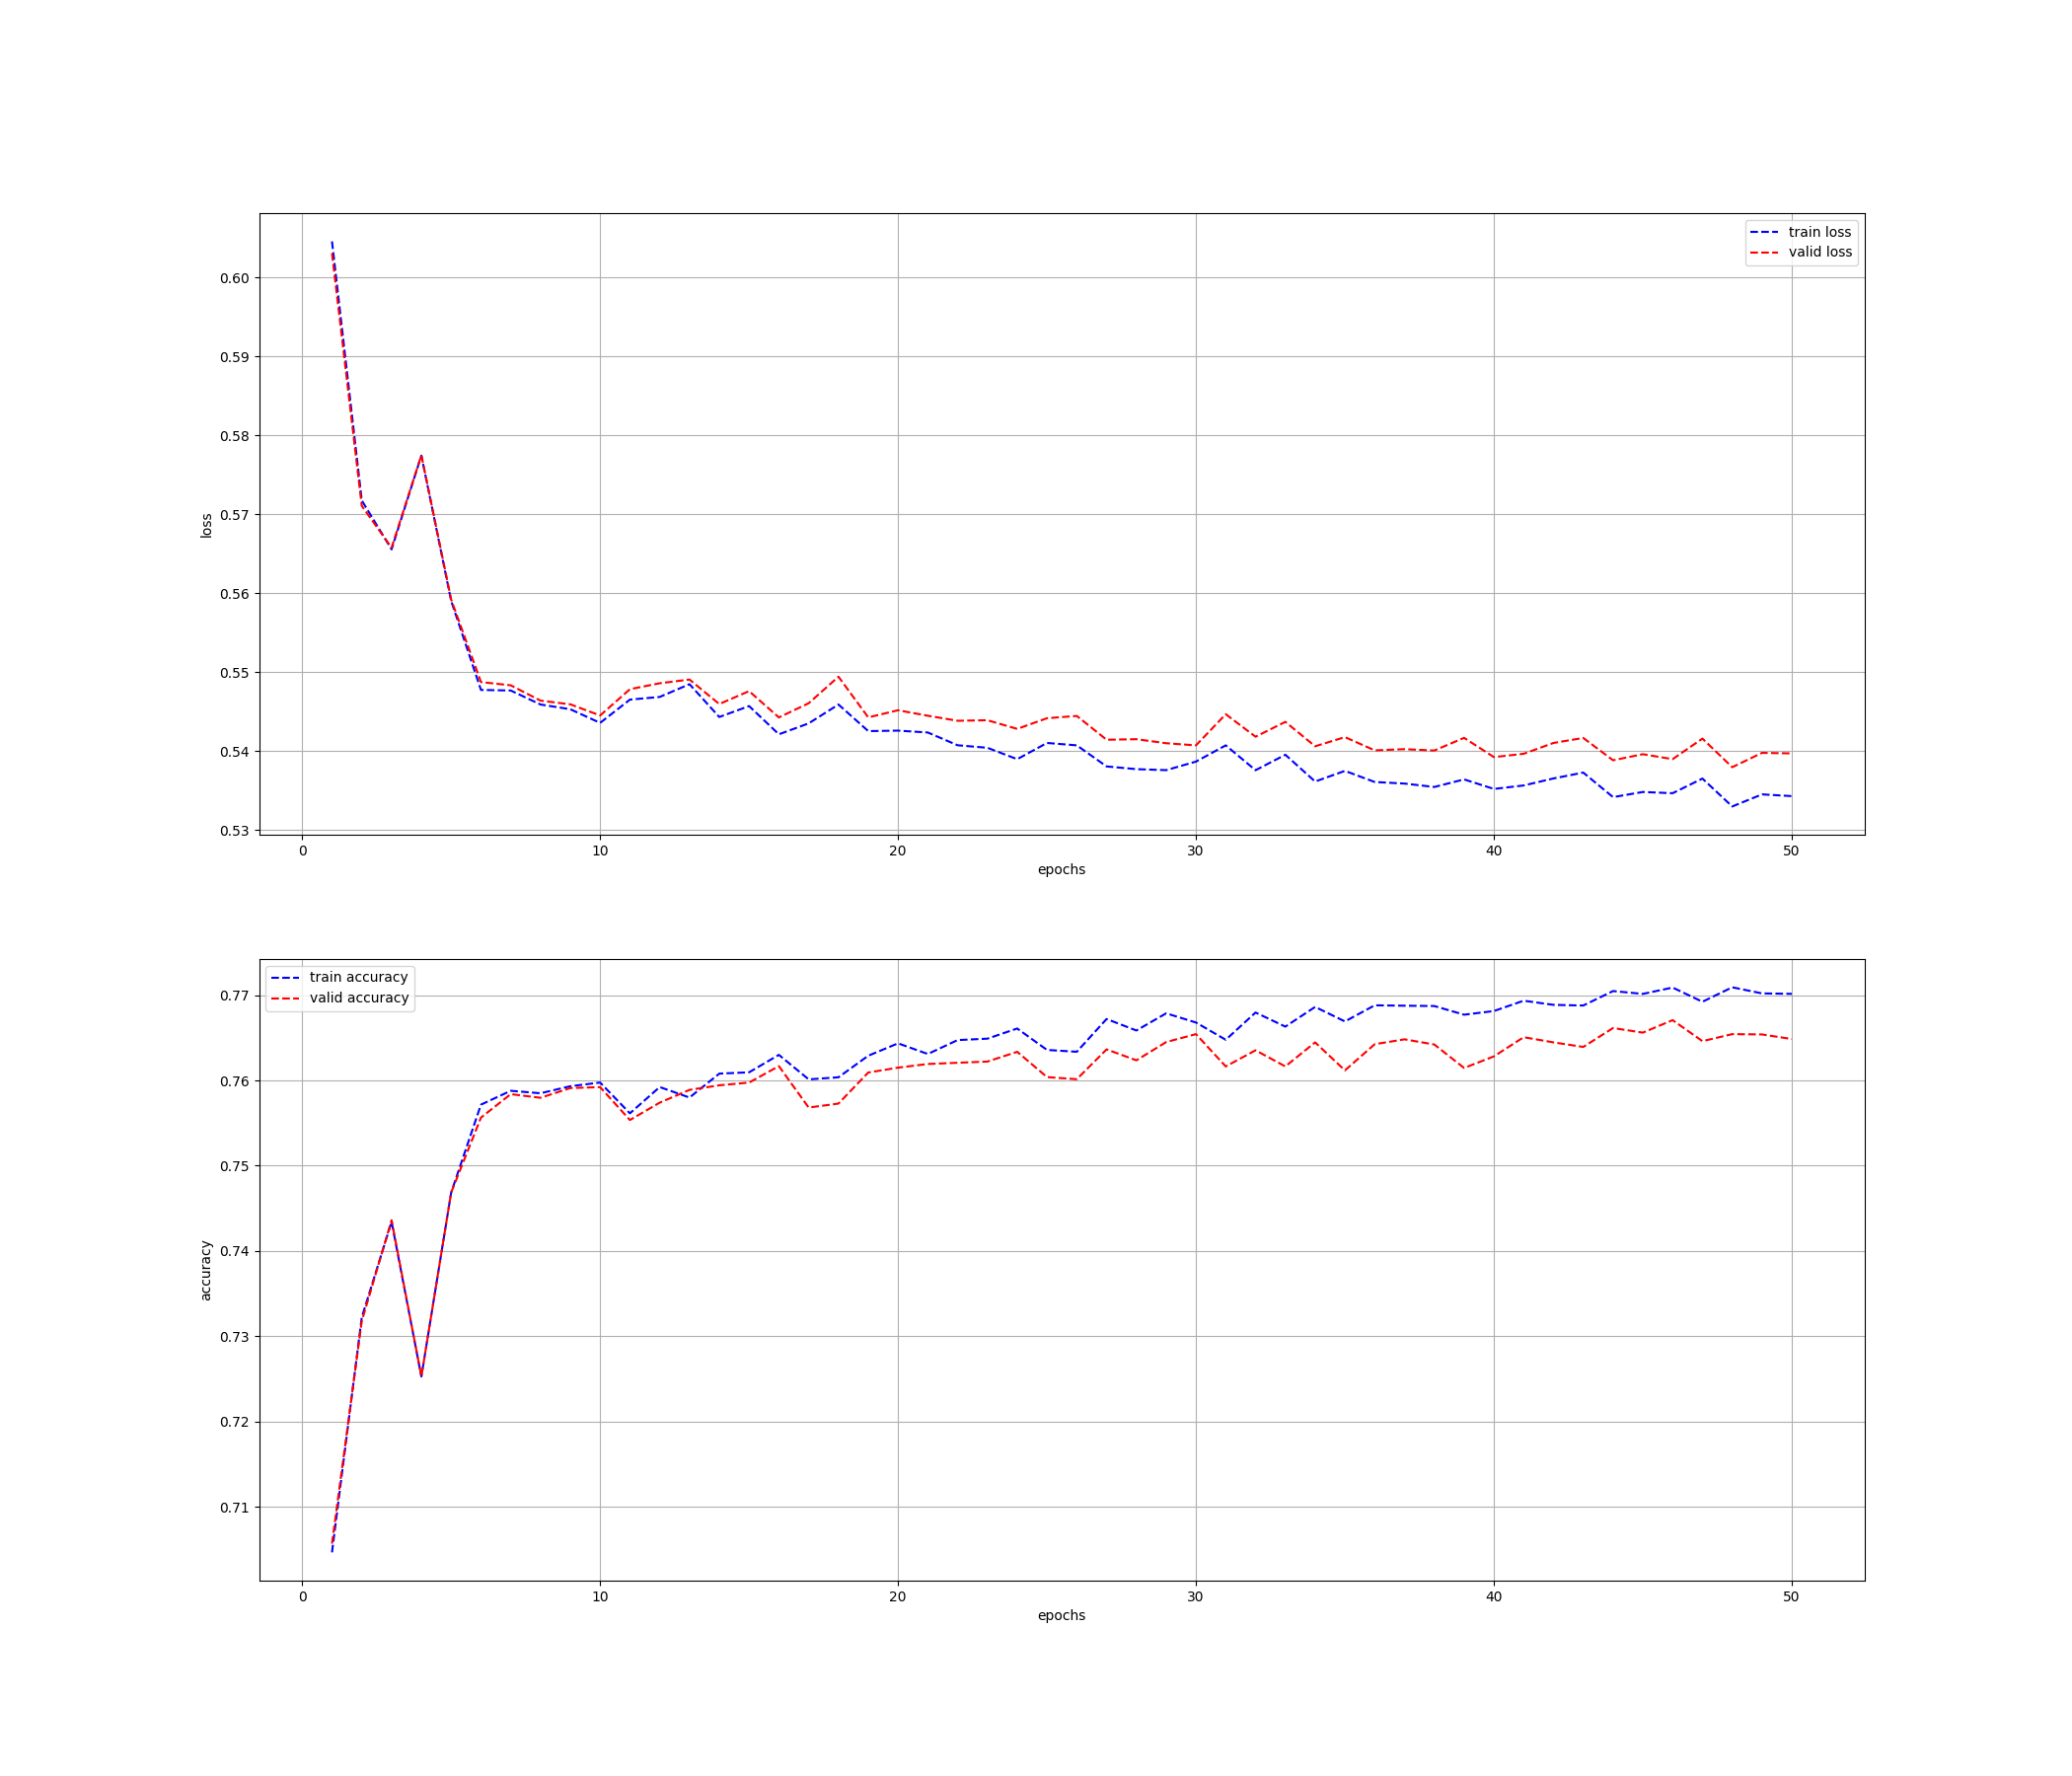 train loss
valid loss
0.60
0.59
0.58
0.57
0.56
0.55
0.54
0.53
loss
0 10 20 30 40 50
epochs
train accuracy
valid accuracy
0.77
0.76
0.75
0.74
0.73
0.72
0.71
accuracy
0 10 20 30 40 50
epochs